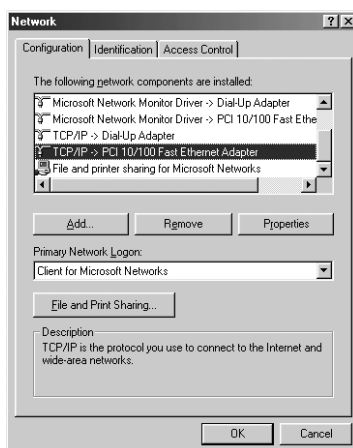 Network
Configuration Identification Access Control
The following network components are installed:
Microsoft Network Monitor Driver -> Dial-Up Adapter
Microsoft Network Monitor Driver -> PCI 10/100 Fast Ethe
TCP/IP -> Dial-Up Adapter
TCP/IP -> PCI 10/100 Fast Ethernet Adapter
File and printer sharing for Microsoft Networks
Add... Remove Properties
Primary Network Logon:
Client for Microsoft Networks
File and Print Sharing...
Description
TCP/IP is the protocol you use to connect to the Internet and
wide-area networks.
OK Cancel